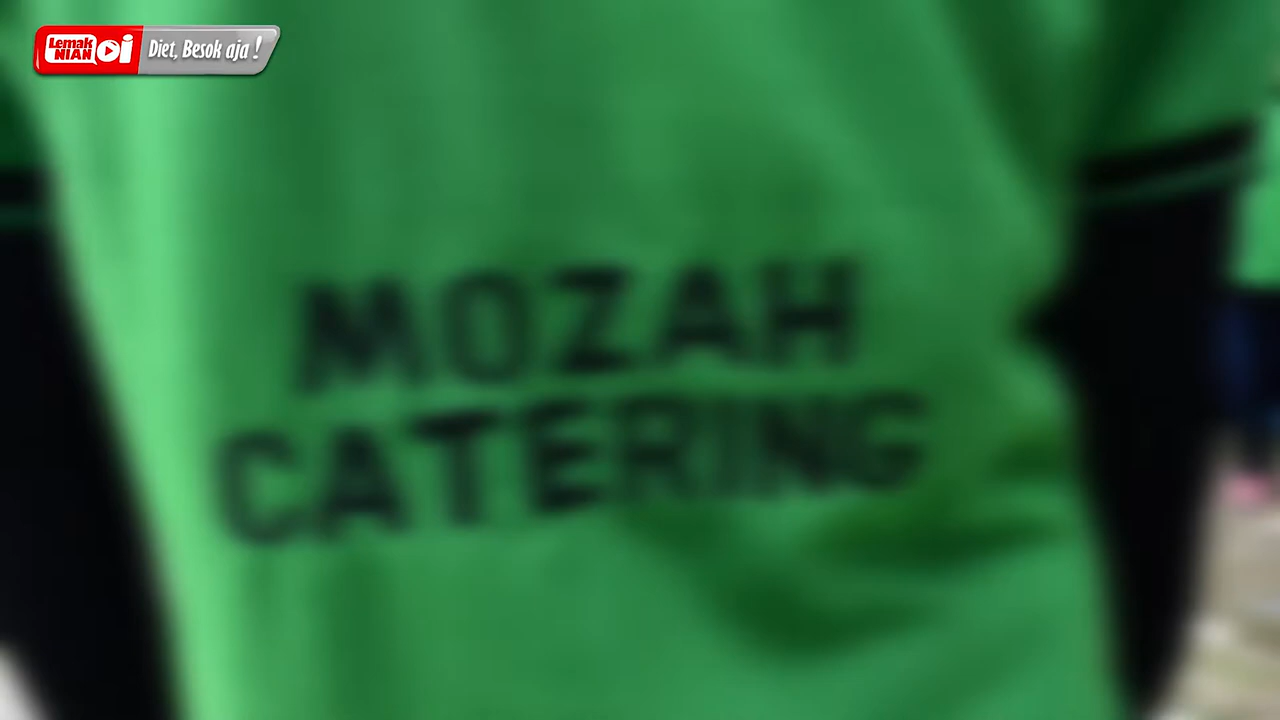 Lemak
NIAN Oi
Diet, Besok aja !
MOZAH
CATERING